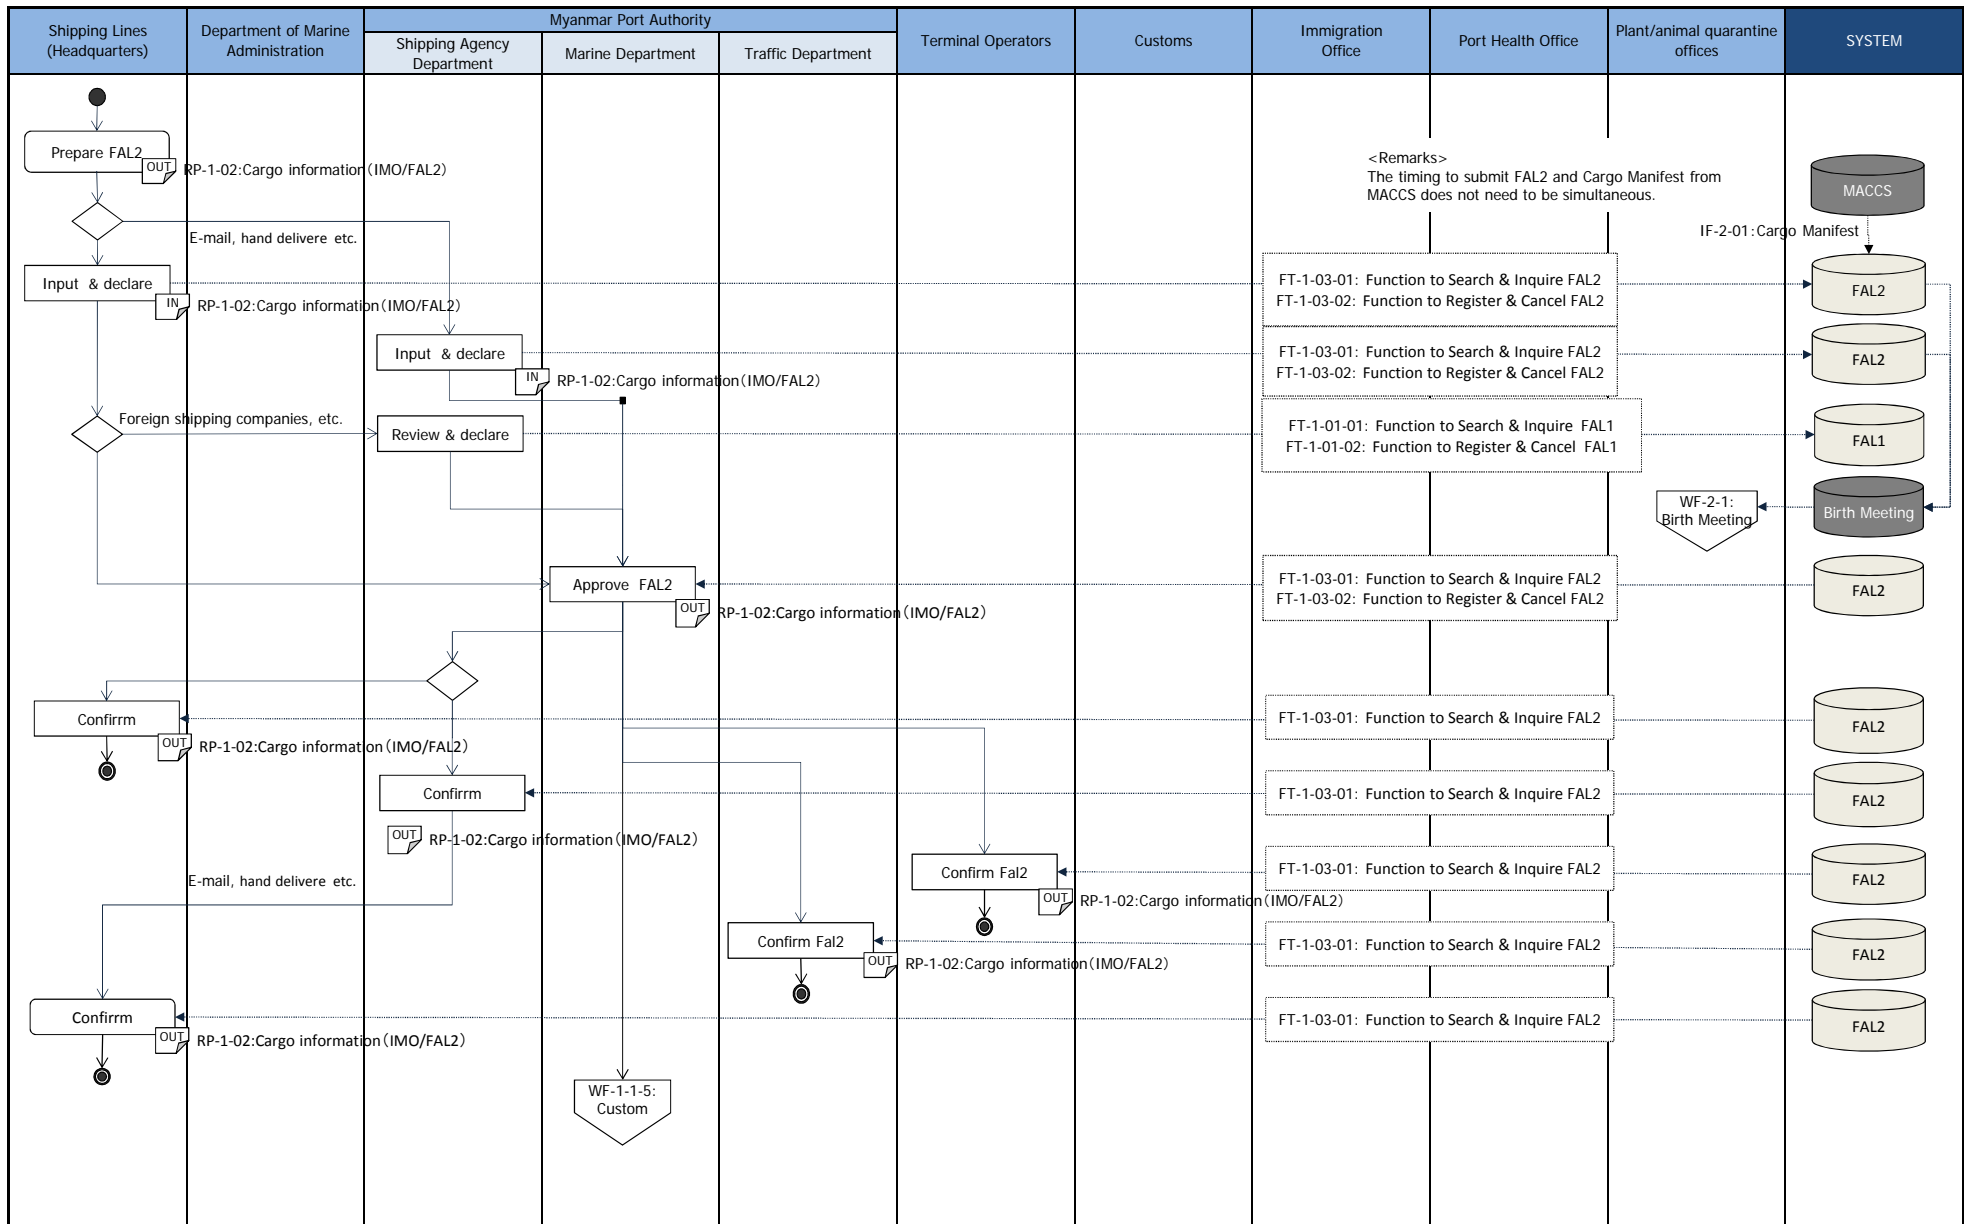 Shipping Lines
(Headquarters)
Department of Marine
Administration
Myanmar Port Authority
Shipping Agency
Department
Marine Department
Traffic Department
Terminal Operators
Customs
Immigration
Office
Port Health Office
Plant/animal quarantine
offices
SYSTEM
Prepare FAL2
OUT
RP-1-02:Cargo information(IMO/FAL2)
<Remarks>
The timing to submit FAL2 and Cargo Manifest from
MACCS does not need to be simultaneous.
MACCS
E-mail, hand delivere etc.
IF-2-01:Cargo Manifest
Input & declare
IN
RP-1-02:Cargo information(IMO/FAL2)
FT-1-03-01: Function to Search & Inquire FAL2
FT-1-03-02: Function to Register & Cancel FAL2
FAL2
Input & declare
IN
RP-1-02:Cargo information(IMO/FAL2)
FT-1-03-01: Function to Search & Inquire FAL2
FT-1-03-02: Function to Register & Cancel FAL2
FAL2
Foreign shipping companies, etc.
Review & declare
FT-1-01-01: Function to Search & Inquire FAL1
FT-1-01-02: Function to Register & Cancel FAL1
FAL1
WF-2-1:
Birth Meeting
Birth Meeting
Approve FAL2
OUT
RP-1-02:Cargo information(IMO/FAL2)
FT-1-03-01: Function to Search & Inquire FAL2
FT-1-03-02: Function to Register & Cancel FAL2
FAL2
Confirrm
OUT
RP-1-02:Cargo information(IMO/FAL2)
FT-1-03-01: Function to Search & Inquire FAL2
FAL2
Confirrm
OUT
RP-1-02:Cargo information(IMO/FAL2)
FT-1-03-01: Function to Search & Inquire FAL2
FAL2
E-mail, hand delivere etc.
Confirm Fal2
OUT
RP-1-02:Cargo information(IMO/FAL2)
FT-1-03-01: Function to Search & Inquire FAL2
FAL2
Confirm Fal2
OUT
RP-1-02:Cargo information(IMO/FAL2)
FT-1-03-01: Function to Search & Inquire FAL2
FAL2
Confirrm
OUT
RP-1-02:Cargo information(IMO/FAL2)
FT-1-03-01: Function to Search & Inquire FAL2
FAL2
WF-1-1-5:
Custom